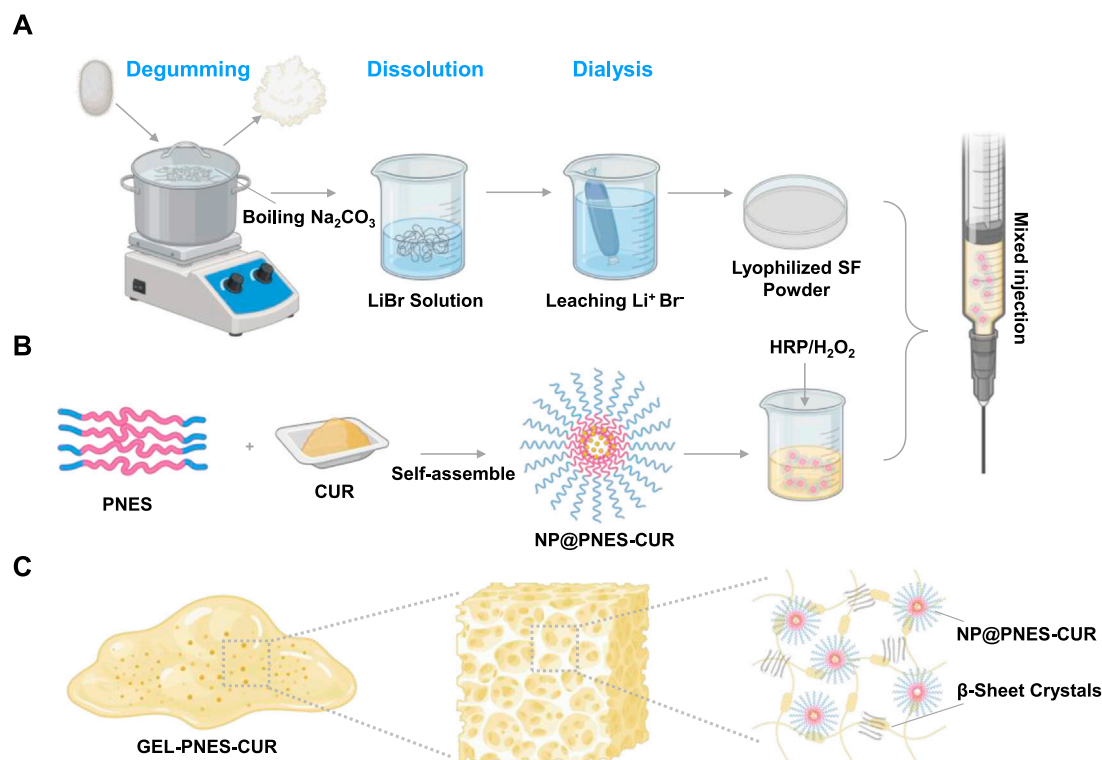 A
Degumming
Dissolution
Dialysis
Boiling Na₂CO₃
LiBr Solution
Leaching Li⁺ Br⁻
Lyophilized SF
Powder
Mixed injection
B
HRP/H₂O₂
PNES
+
CUR
Self-assemble
NP@PNES-CUR
C
GEL-PNES-CUR
NP@PNES-CUR
β-Sheet Crystals